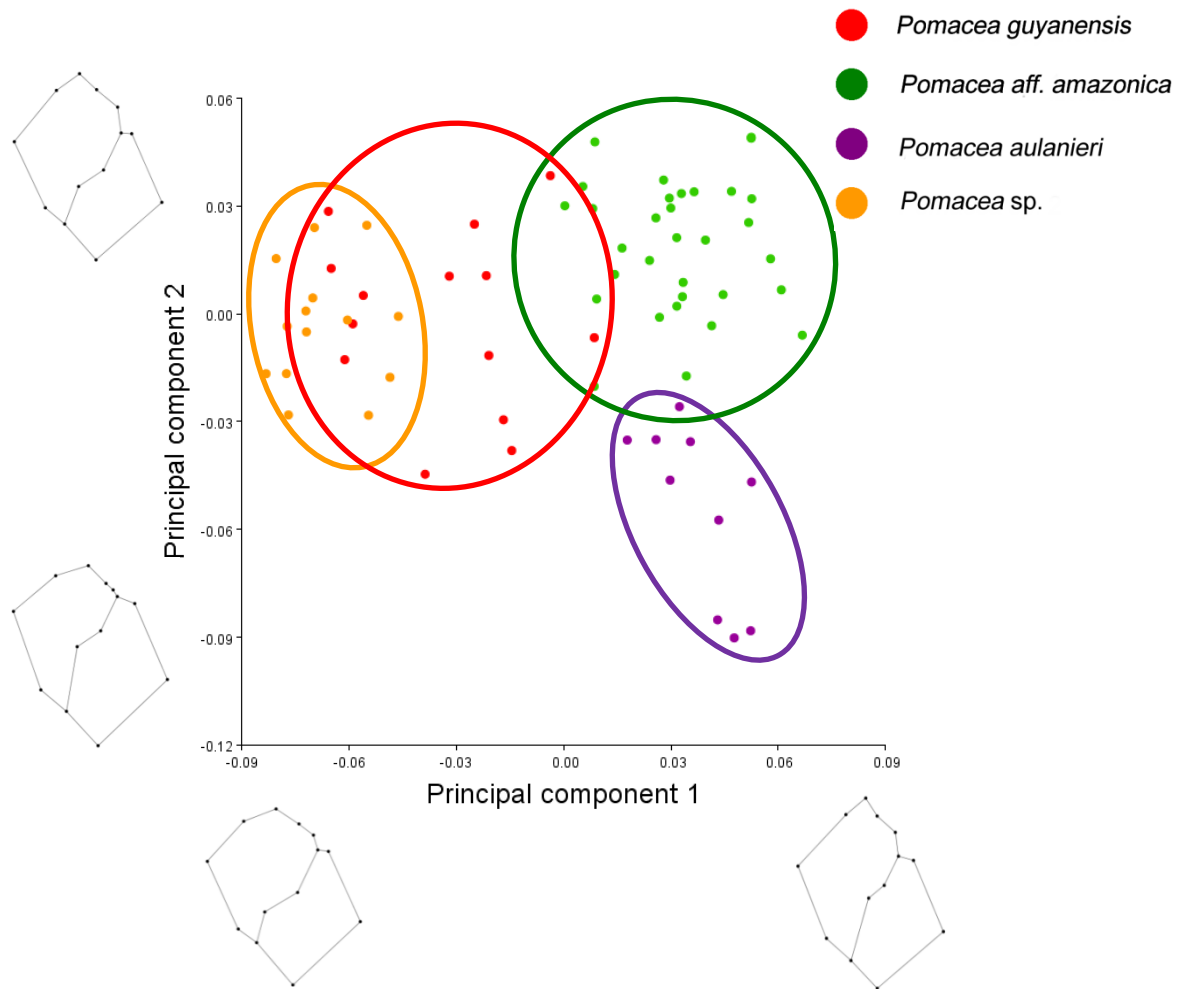 Pomacea guyanensis
Pomacea aff. amazonica
Pomacea aulanieri
Pomacea sp.
Principal component 2
0.06
0.03
0.00
-0.03
-0.06
-0.09
-0.12
-0.09
-0.06
-0.03
0.00
0.03
0.06
0.09
Principal component 1